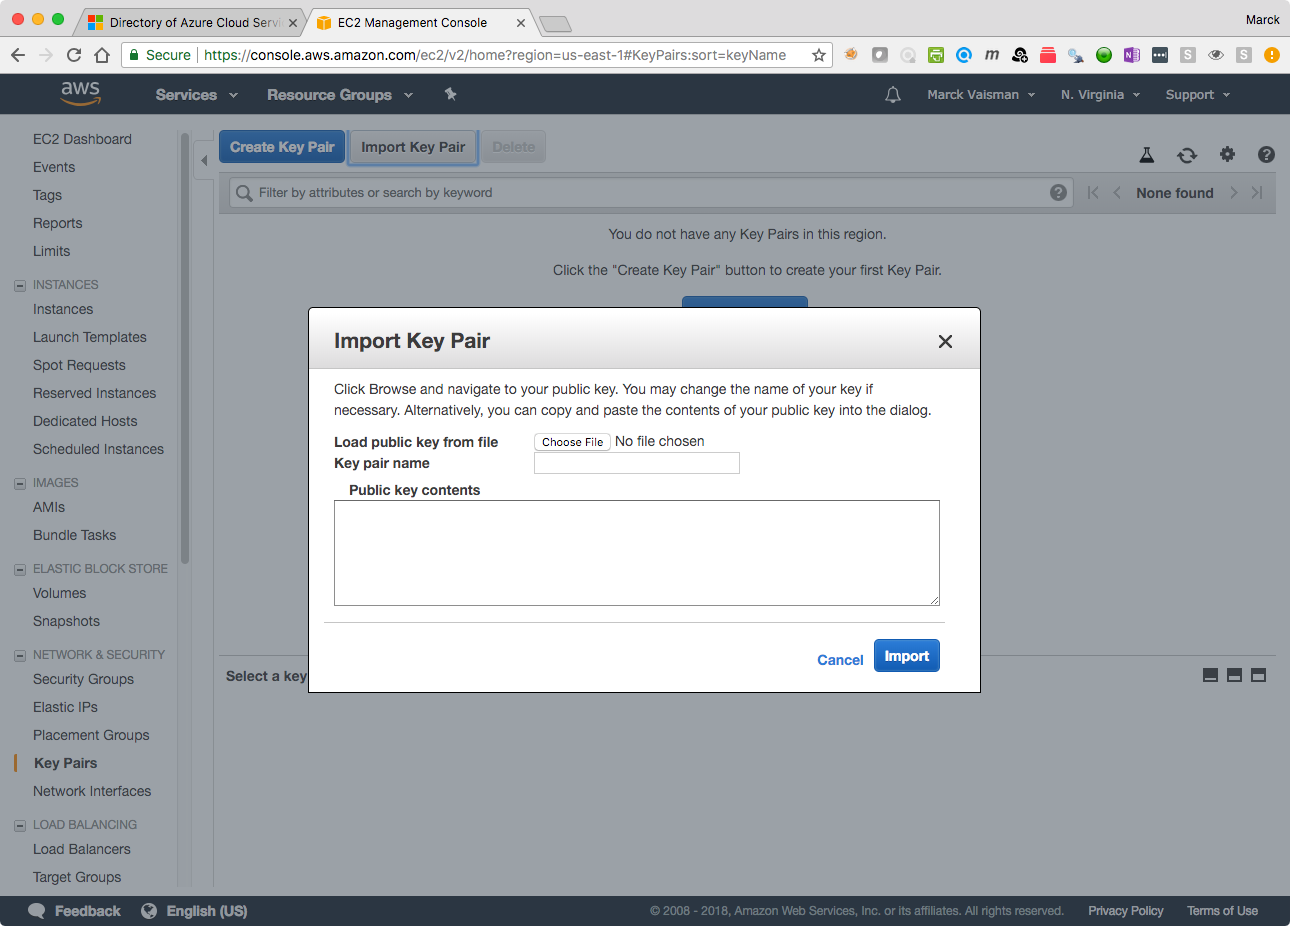 Directory of Azure Cloud Servi
EC2 Management Console
Marck
Secure
https://console.aws.amazon.com/ec2/v2/home?region=us-east-1#KeyPairs:sort=keyName
aws
Services
Resource Groups
Marck Vaisman
N. Virginia
Support
EC2 Dashboard
Events
Tags
Reports
Limits
INSTANCES
Instances
Launch Templates
Spot Requests
Reserved Instances
Dedicated Hosts
Scheduled Instances
IMAGES
AMIs
Bundle Tasks
ELASTIC BLOCK STORE
Volumes
Snapshots
NETWORK & SECURITY
Security Groups
Elastic IPs
Placement Groups
Key Pairs
Network Interfaces
LOAD BALANCING
Load Balancers
Target Groups
Create Key Pair
Import Key Pair
Delete
Filter by attributes or search by keyword
None found
You do not have any Key Pairs in this region.
Click the "Create Key Pair" button to create your first Key Pair.
Import Key Pair
Click Browse and navigate to your public key. You may change the name of your key if
necessary. Alternatively, you can copy and paste the contents of your public key into the dialog.
Load public key from file
Choose File No file chosen
Key pair name
Public key contents
Cancel
Import
Select a key
Feedback
English (US)
© 2008 - 2018, Amazon Web Services, Inc. or its affiliates. All rights reserved.
Privacy Policy
Terms of Use